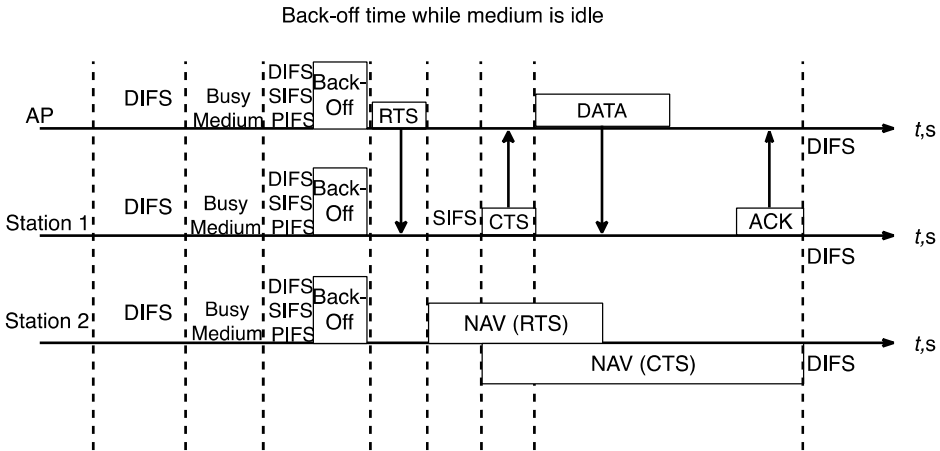 Back-off time while medium is idle
AP
DIFS
Busy
Medium
DIFS
SIFS
PIFS
Back-
Off
RTS
DATA
DIFS
t,s
Station 1
DIFS
Busy
Medium
DIFS
SIFS
PIFS
Back-
Off
SIFS
CTS
ACK
DIFS
t,s
Station 2
DIFS
Busy
Medium
DIFS
SIFS
PIFS
Back-
Off
NAV (RTS)
NAV (CTS)
DIFS
t,s